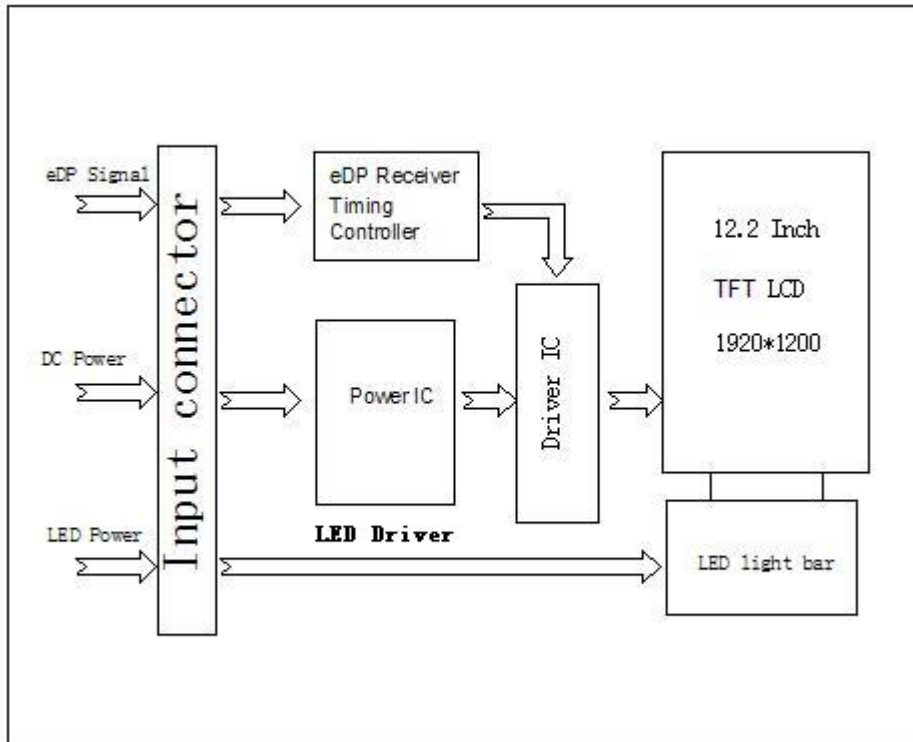 eDP Signal
DC Power
LED Power
Input connector
eDP Receiver
Timing
Controller
Power IC
LED Driver
Driver IC
12.2 Inch
TFT LCD
1920*1200
LED light bar